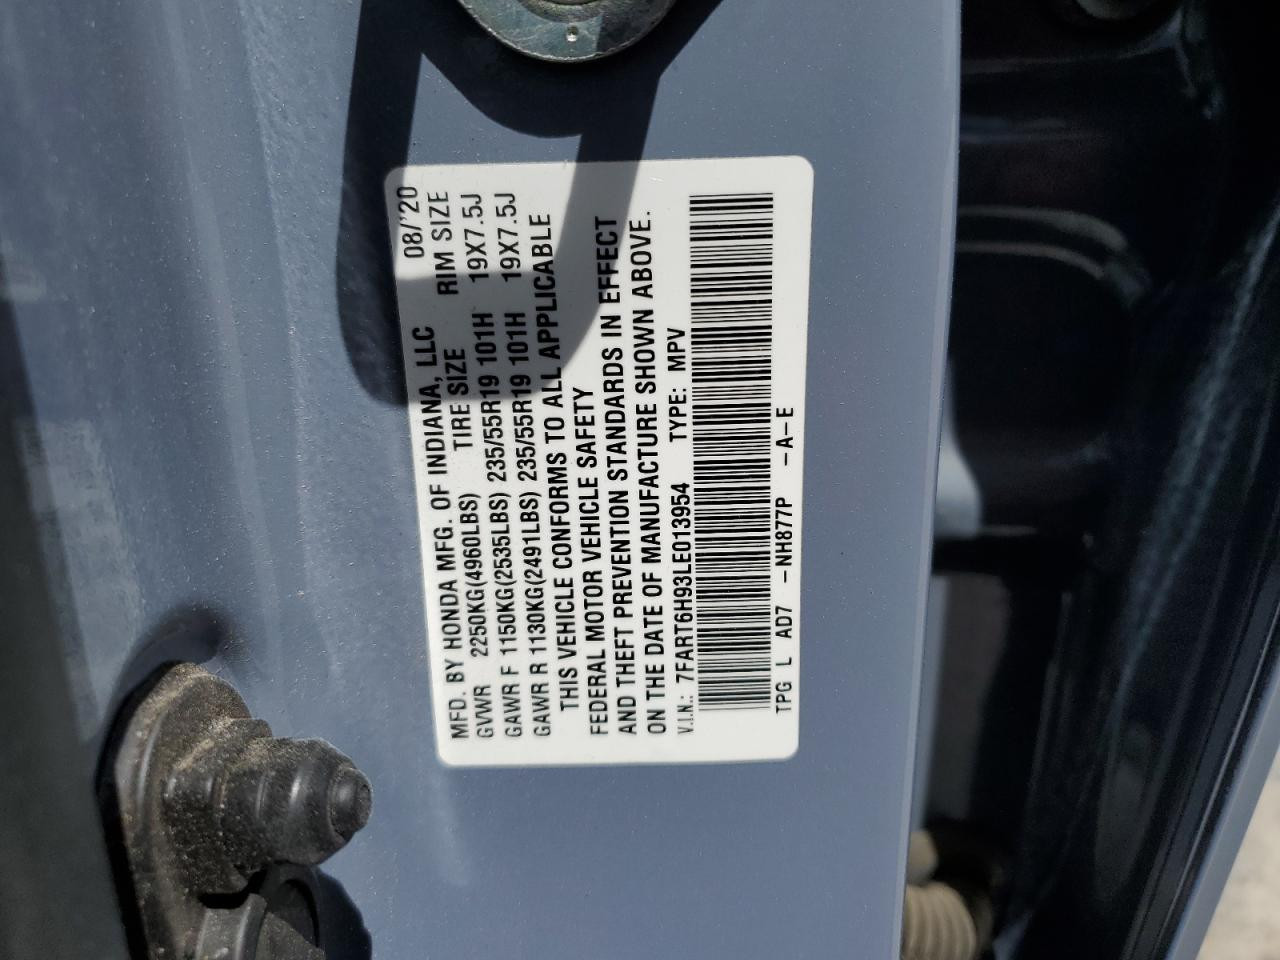 MFD. BY HONDA MFG. OF INDIANA, LLC 08/'20
GVWR 2250KG(4960LBS) TIRE SIZE RIM SIZE
GAWR F 1150KG(2535LBS) 235/55R19 101H 19X7.5J
GAWR R 1130KG(2491LBS) 235/55R19 101H 19X7.5J
THIS VEHICLE CONFORMS TO ALL APPLICABLE
FEDERAL MOTOR VEHICLE SAFETY
AND THEFT PREVENTION STANDARDS IN EFFECT
ON THE DATE OF MANUFACTURE SHOWN ABOVE.
V.I.N.: 7FART6H93LE013954 TYPE: MPV
TPG L AD7 -NH877P -A-E